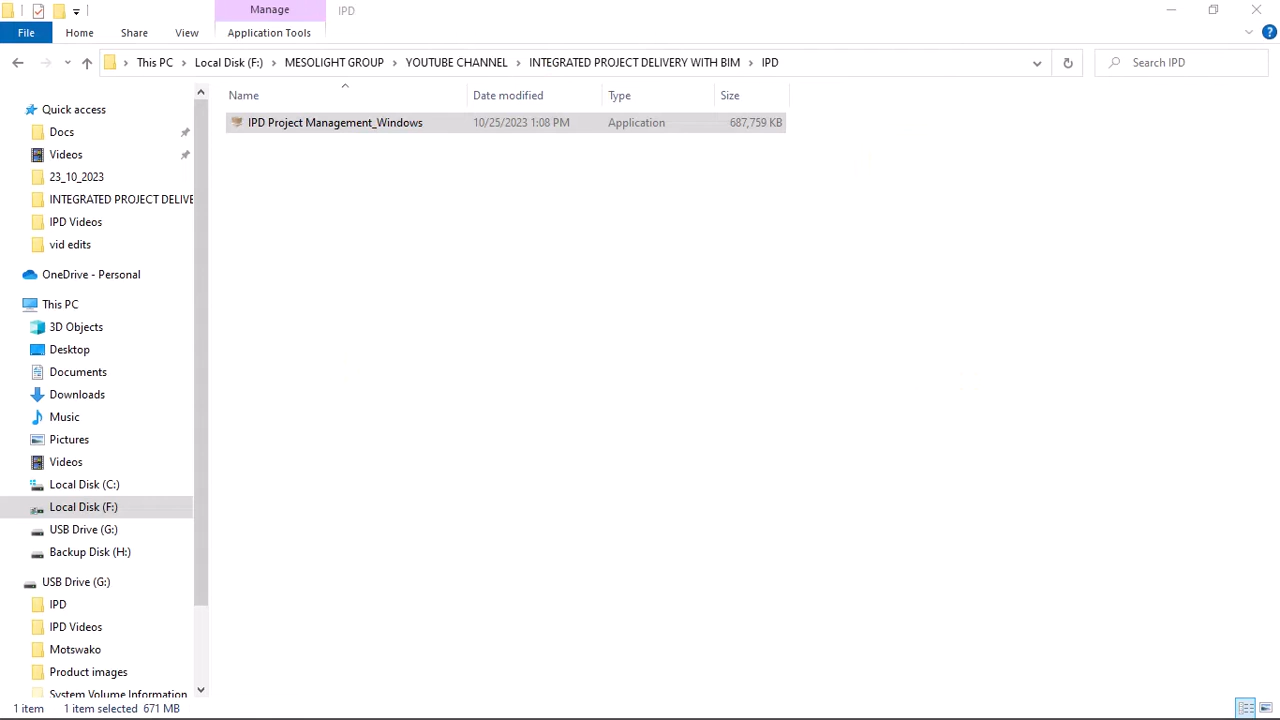 Manage
IPD
File
Home
Share
View
Application Tools
This PC
Local Disk (F:)
MESOLIGHT GROUP
YOUTUBE CHANNEL
INTEGRATED PROJECT DELIVERY WITH BIM
IPD
Search IPD
Name
Date modified
Type
Size
IPD Project Management_Windows
10/25/2023 1:08 PM
Application
687,759 KB
Quick access
Docs
Videos
23_10_2023
INTEGRATED PROJECT DELIVE
IPD Videos
vid edits
OneDrive - Personal
This PC
3D Objects
Desktop
Documents
Downloads
Music
Pictures
Videos
Local Disk (C:)
Local Disk (F:)
USB Drive (G:)
Backup Disk (H:)
USB Drive (G:)
IPD
IPD Videos
Motswako
Product images
System Volume Information
1 item
1 item selected 671 MB